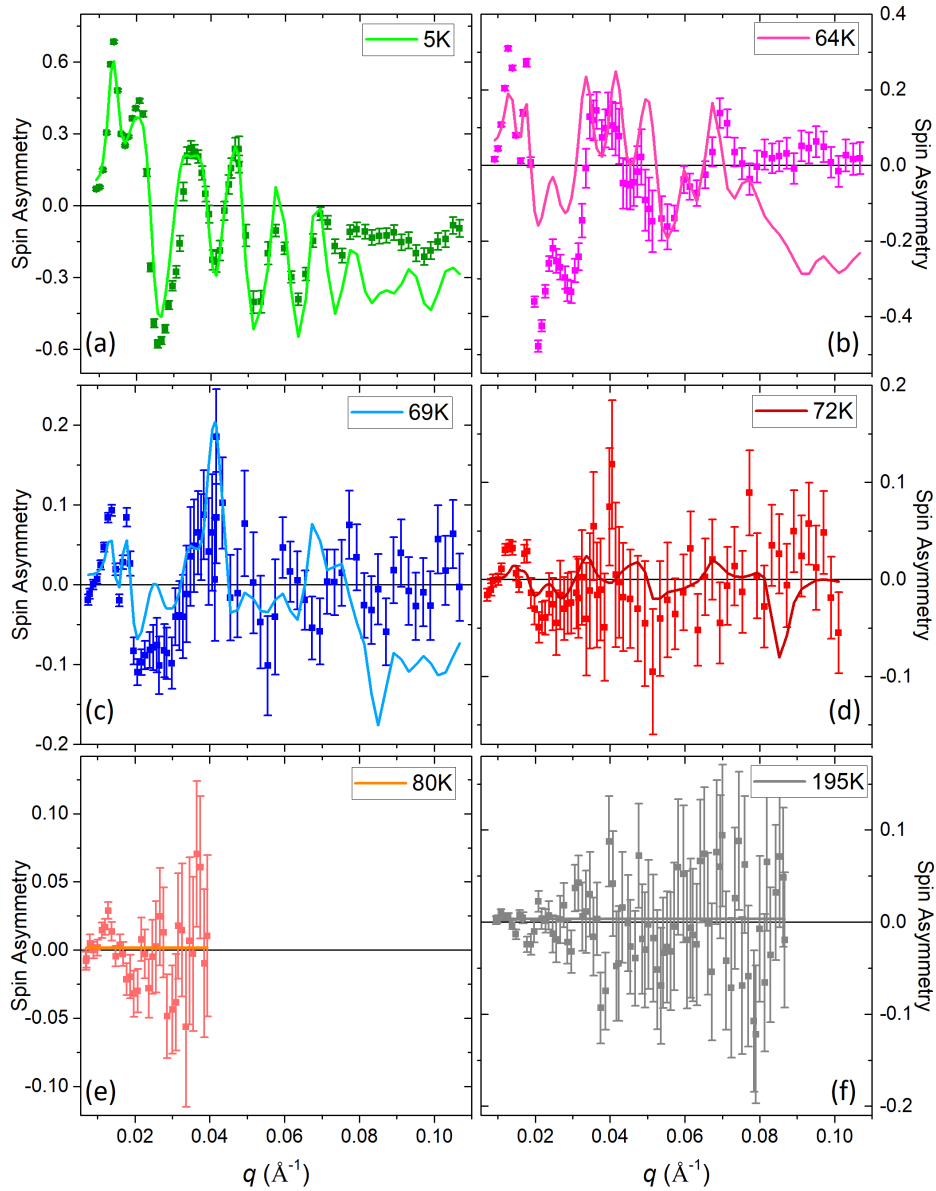 5K
64K
0.6
0.3
0.0
-0.3
-0.6
Spin Asymmetry
(a)
(b)
0.4
0.2
0.0
-0.2
-0.4
Spin Asymmetry
69K
72K
0.2
0.1
0.0
-0.1
-0.2
Spin Asymmetry
(c)
(d)
0.2
0.1
0.0
-0.1
Spin Asymmetry
80K
195K
0.10
0.05
0.00
-0.05
-0.10
Spin Asymmetry
(e)
(f)
0.1
0.0
-0.1
-0.2
Spin Asymmetry
0.02 0.04 0.06 0.08 0.10
0.02 0.04 0.06 0.08 0.10
q (Å⁻¹)
q (Å⁻¹)